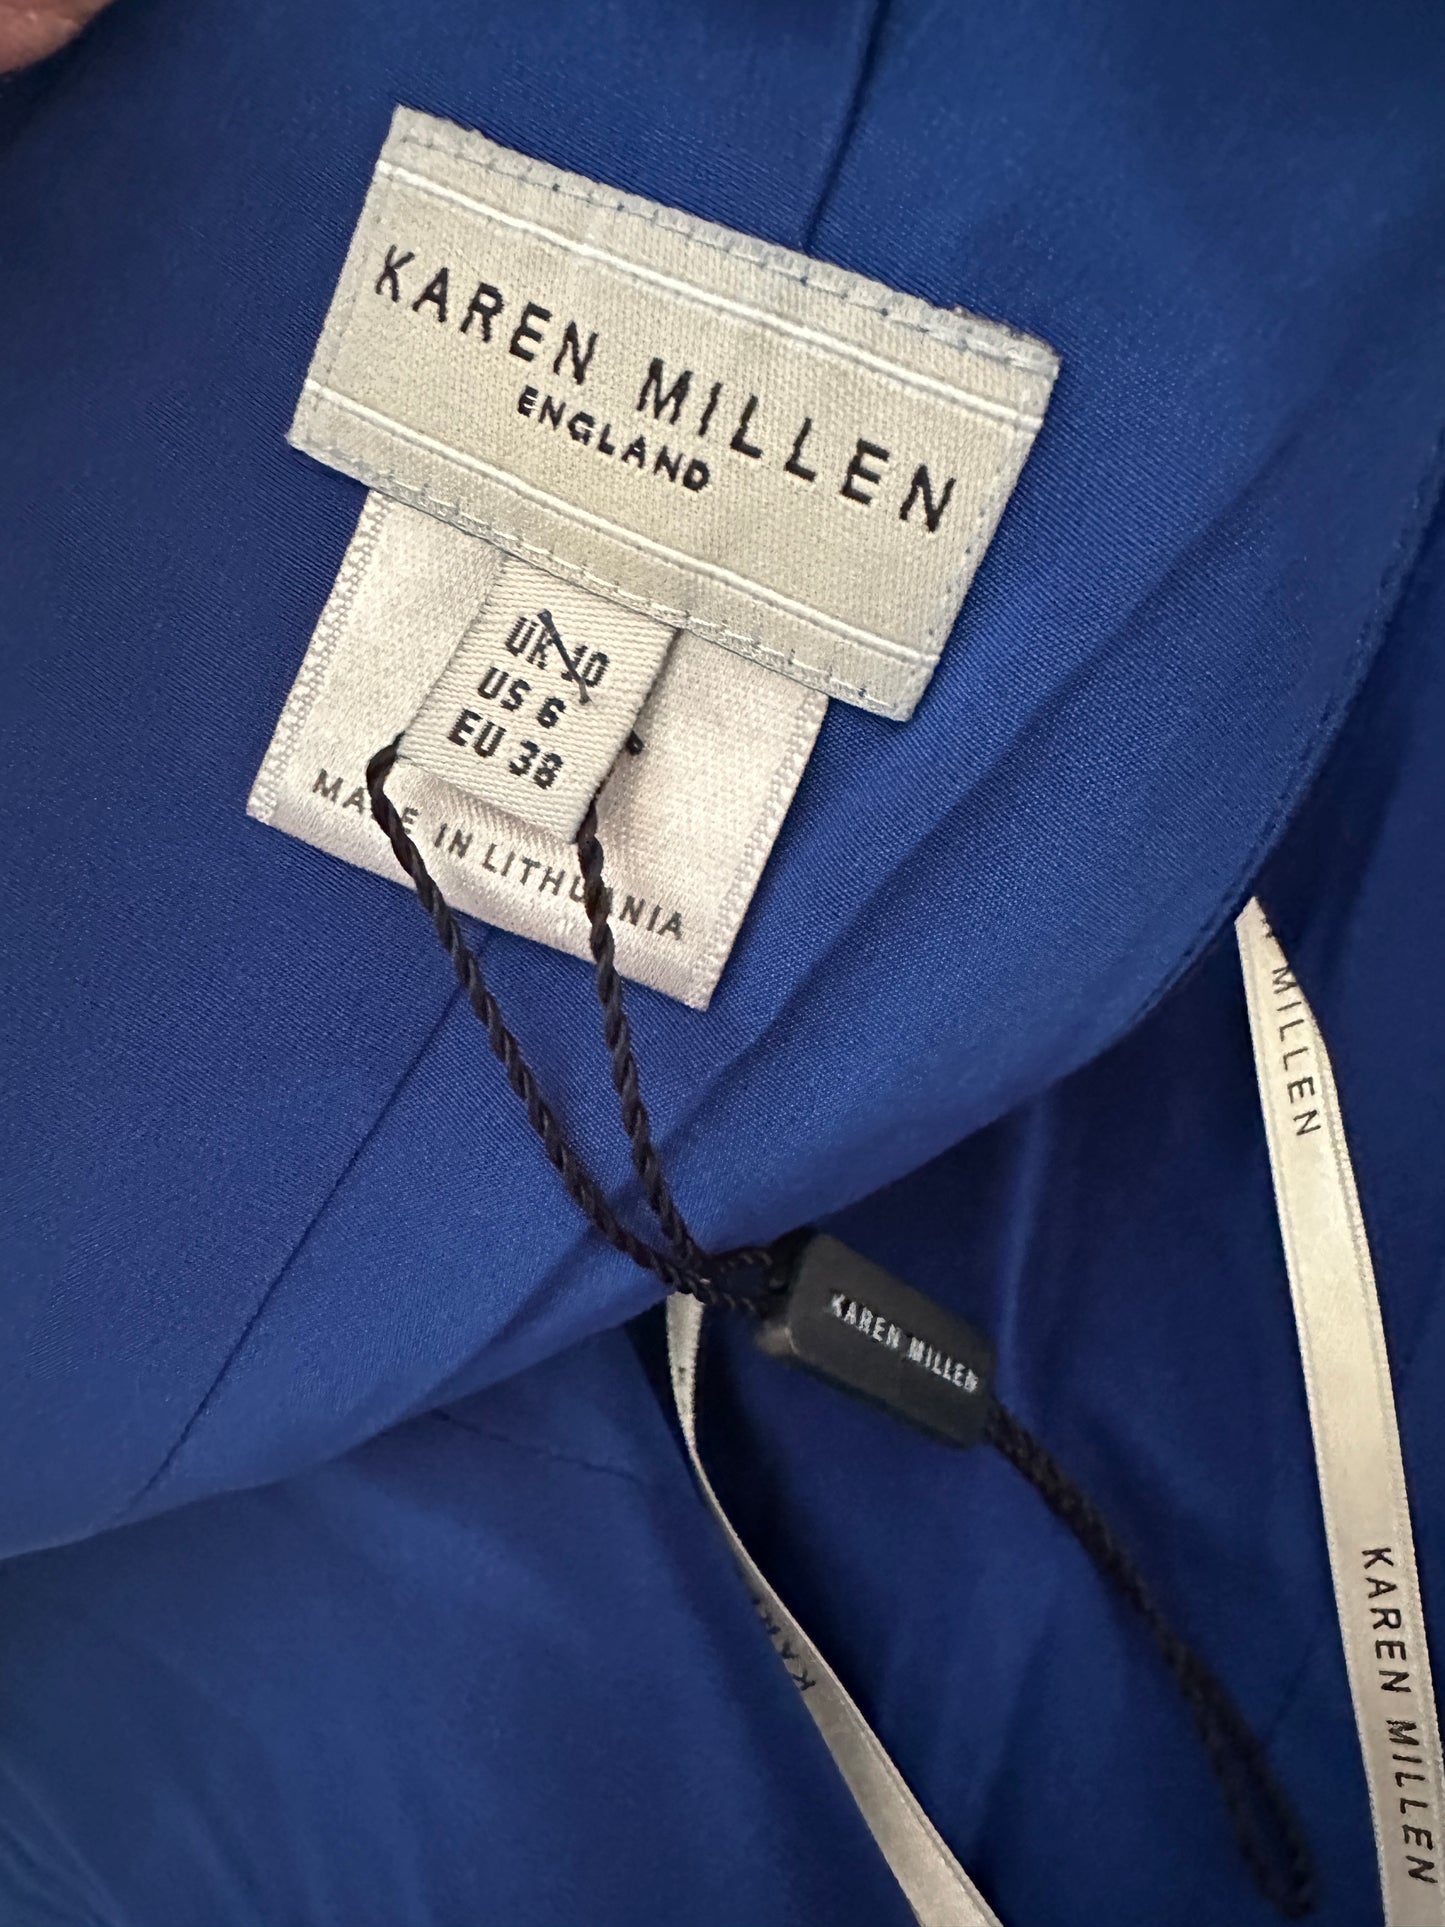 KAREN MILLEN
ENGLAND
UK 10
US 6
EU 38
MADE IN LITHUANIA
KAREN MILLEN
MILLEN
KAREN MILLEN